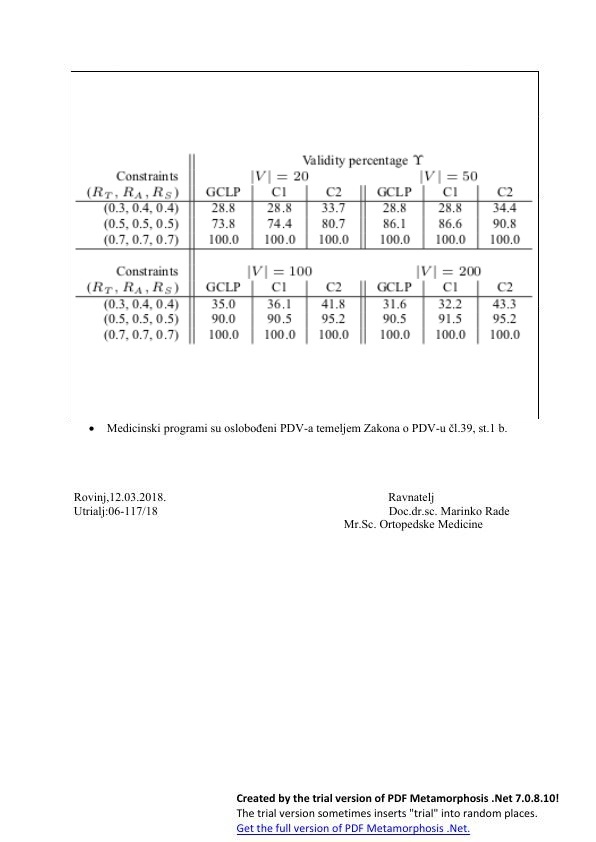 Validity percentage ϒ
Constraints |V| = 20 |V| = 50
(R_T, R_A, R_S) GCLP C1 C2 GCLP C1 C2
(0.3, 0.4, 0.4) 28.8 28.8 33.7 28.8 28.8 34.4
(0.5, 0.5, 0.5) 73.8 74.4 80.7 86.1 86.6 90.8
(0.7, 0.7, 0.7) 100.0 100.0 100.0 100.0 100.0 100.0
Constraints |V| = 100 |V| = 200
(R_T, R_A, R_S) GCLP C1 C2 GCLP C1 C2
(0.3, 0.4, 0.4) 35.0 36.1 41.8 31.6 32.2 43.3
(0.5, 0.5, 0.5) 90.0 90.5 95.2 90.5 91.5 95.2
(0.7, 0.7, 0.7) 100.0 100.0 100.0 100.0 100.0 100.0
• Medicinski programi su oslobođeni PDV-a temeljem Zakona o PDV-u čl.39, st.1 b.
Rovinj,12.03.2018. Ravnatelj
Utrialj:06-117/18 Doc.dr.sc. Marinko Rade
Mr.Sc. Ortopedske Medicine
Created by the trial version of PDF Metamorphosis .Net 7.0.8.10!
The trial version sometimes inserts "trial" into random places.
Get the full version of PDF Metamorphosis .Net.